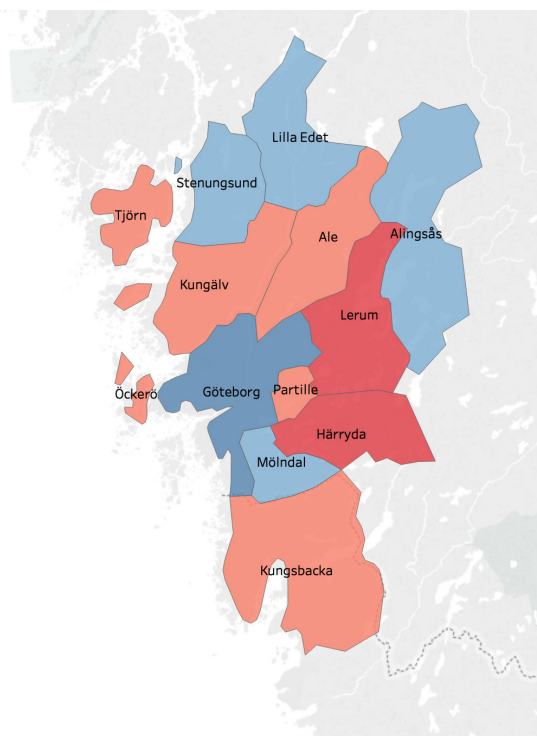 Lilla Edet
Stenungsund
Tjörn
Ale
Alingsås
Kungälv
Lerum
Öckerö
Göteborg
Partille
Härryda
Mölndal
Kungsbacka